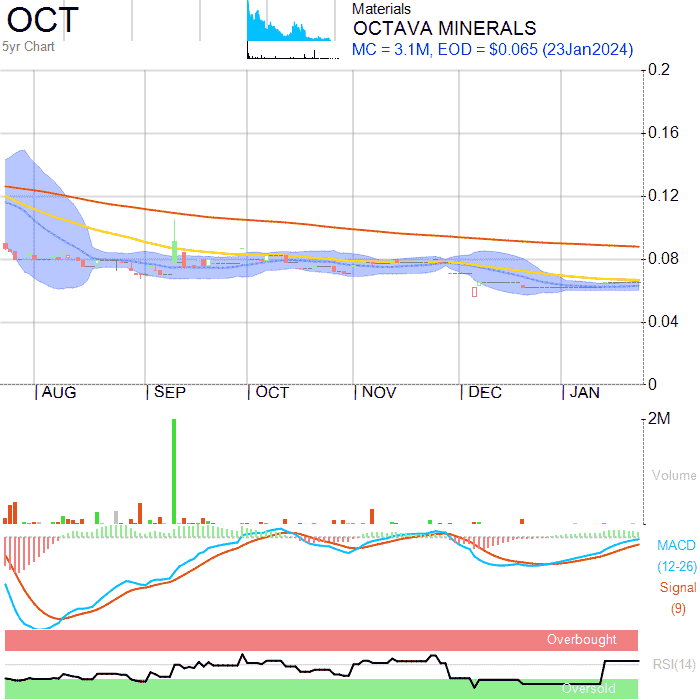 OCT
5yr Chart
Materials
OCTAVA MINERALS
MC = 3.1M, EOD = $0.065 (23Jan2024)
0.2
0.16
0.12
0.08
0.04
0
AUG
SEP
OCT
NOV
DEC
JAN
2M
Volume
MACD
(12-26)
Signal
(9)
Overbought
RSI(14)
Oversold